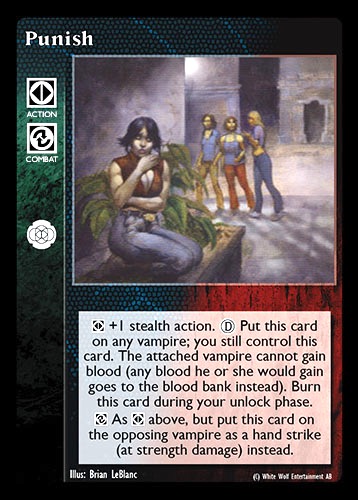 Punish
ACTION
COMBAT
+1 stealth action. Ⓓ Put this card
on any vampire; you still control this
card. The attached vampire cannot gain
blood (any blood he or she would gain
goes to the blood bank instead). Burn
this card during your unlock phase.
As above, but put this card on
the opposing vampire as a hand strike
(at strength damage) instead.
Illus: Brian LeBlanc
(C) White Wolf Entertainment AB